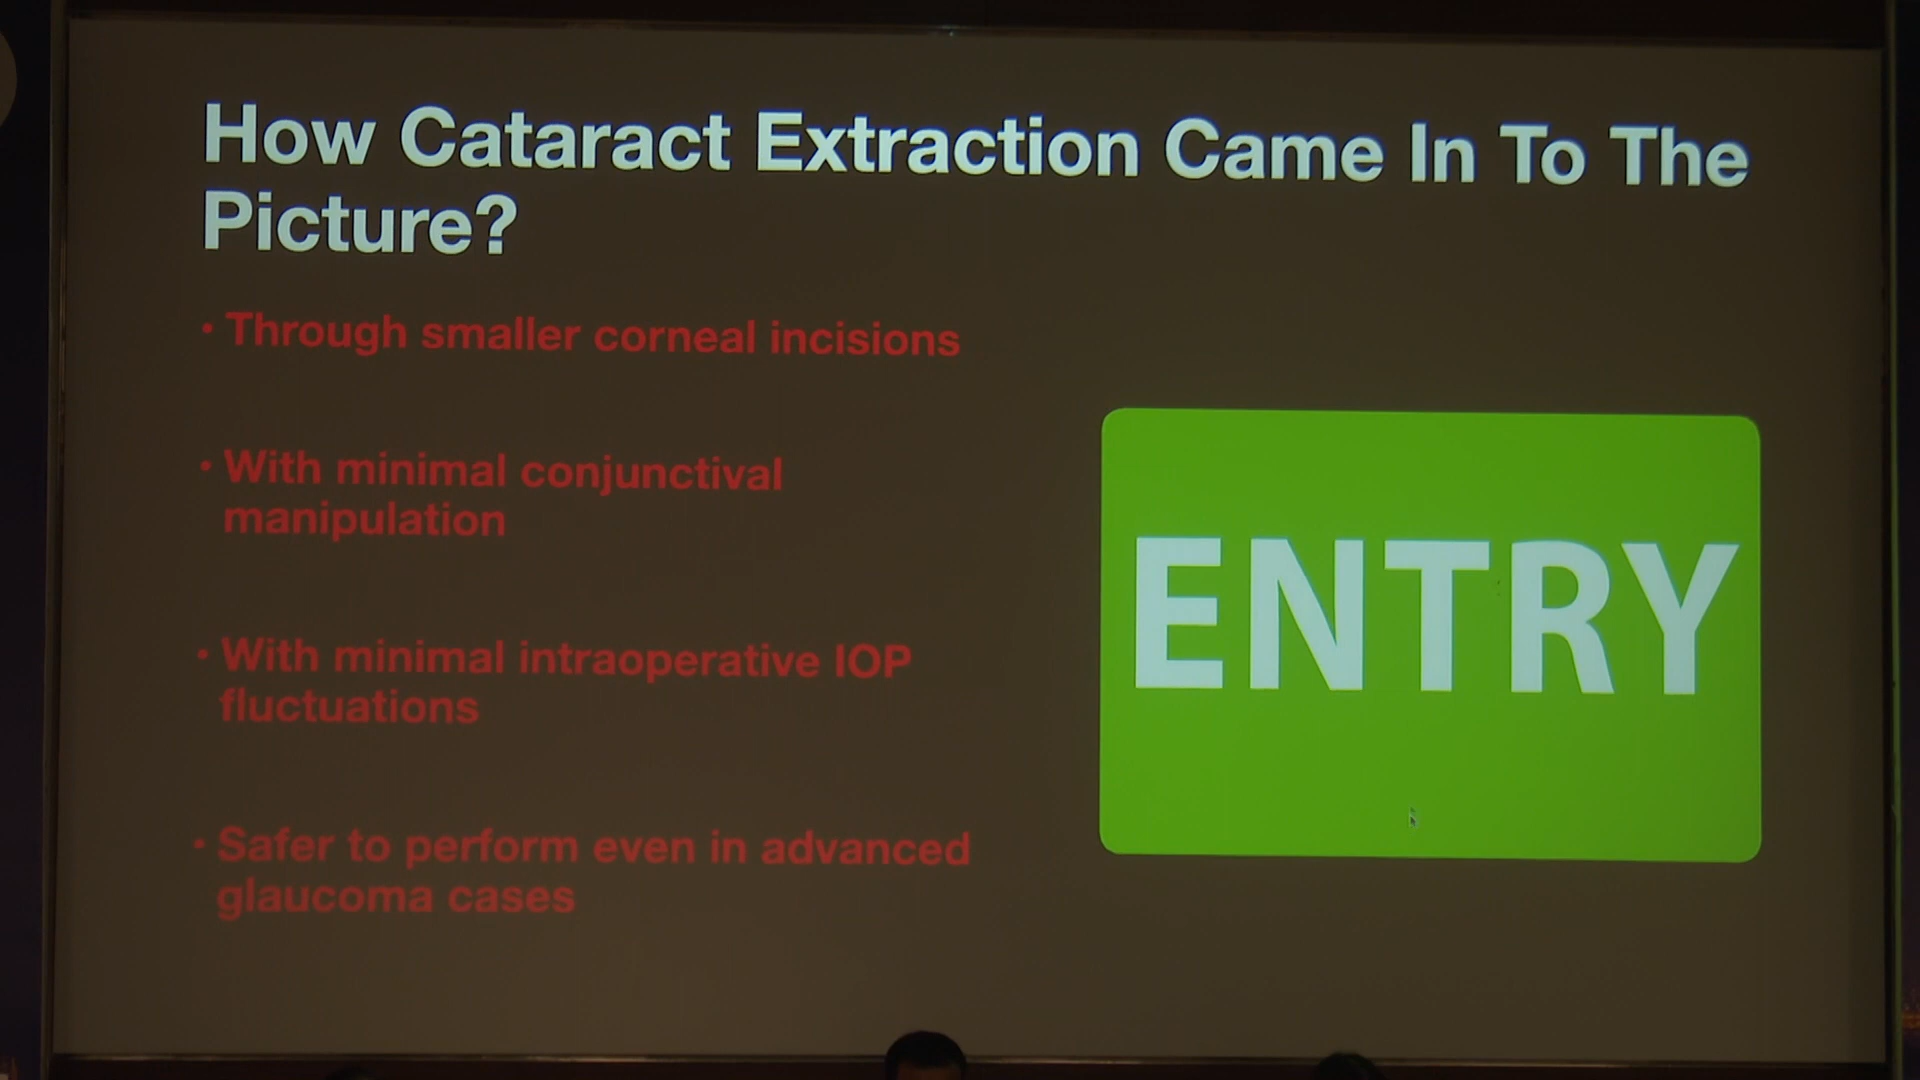 How Cataract Extraction Came In To The
Picture?
• Through smaller corneal incisions
• With minimal conjunctival
manipulation
• With minimal intraoperative IOP
fluctuations
• Safer to perform even in advanced
glaucoma cases
ENTRY